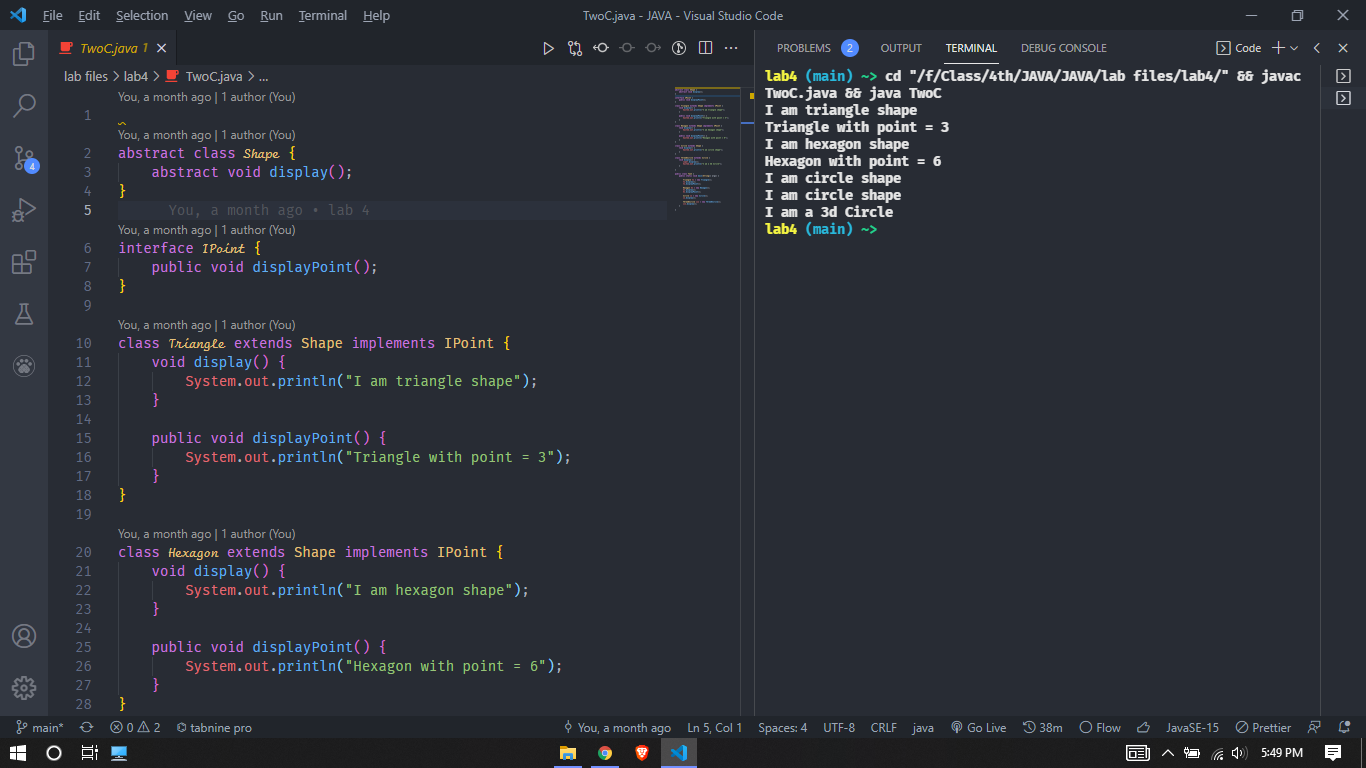 File Edit Selection View Go Run Terminal Help TwoC.java - JAVA - Visual Studio Code
TwoC.java 1
PROBLEMS 2 OUTPUT TERMINAL DEBUG CONSOLE Code
lab files > lab4 > TwoC.java > ...
You, a month ago | 1 author (You)
1
You, a month ago | 1 author (You)
2 abstract class Shape {
3 abstract void display();
4 }
5 You, a month ago • lab 4
You, a month ago | 1 author (You)
6 interface IPoint {
7 public void displayPoint();
8 }
9
You, a month ago | 1 author (You)
10 class Triangle extends Shape implements IPoint {
11 void display() {
12 System.out.println("I am triangle shape");
13 }
14
15 public void displayPoint() {
16 System.out.println("Triangle with point = 3");
17 }
18 }
19
You, a month ago | 1 author (You)
20 class Hexagon extends Shape implements IPoint {
21 void display() {
22 System.out.println("I am hexagon shape");
23 }
24
25 public void displayPoint() {
26 System.out.println("Hexagon with point = 6");
27 }
28 }
lab4 (main) ~> cd "/f/Class/4th/JAVA/JAVA/lab files/lab4/" && javac
TwoC.java && java TwoC
I am triangle shape
Triangle with point = 3
I am hexagon shape
Hexagon with point = 6
I am circle shape
I am circle shape
I am a 3d Circle
lab4 (main) ~>
4
main* 0 2 tabnine pro You, a month ago Ln 5, Col 1 Spaces: 4 UTF-8 CRLF java Go Live 38m Flow JavaSE-15 Prettier
5:49 PM